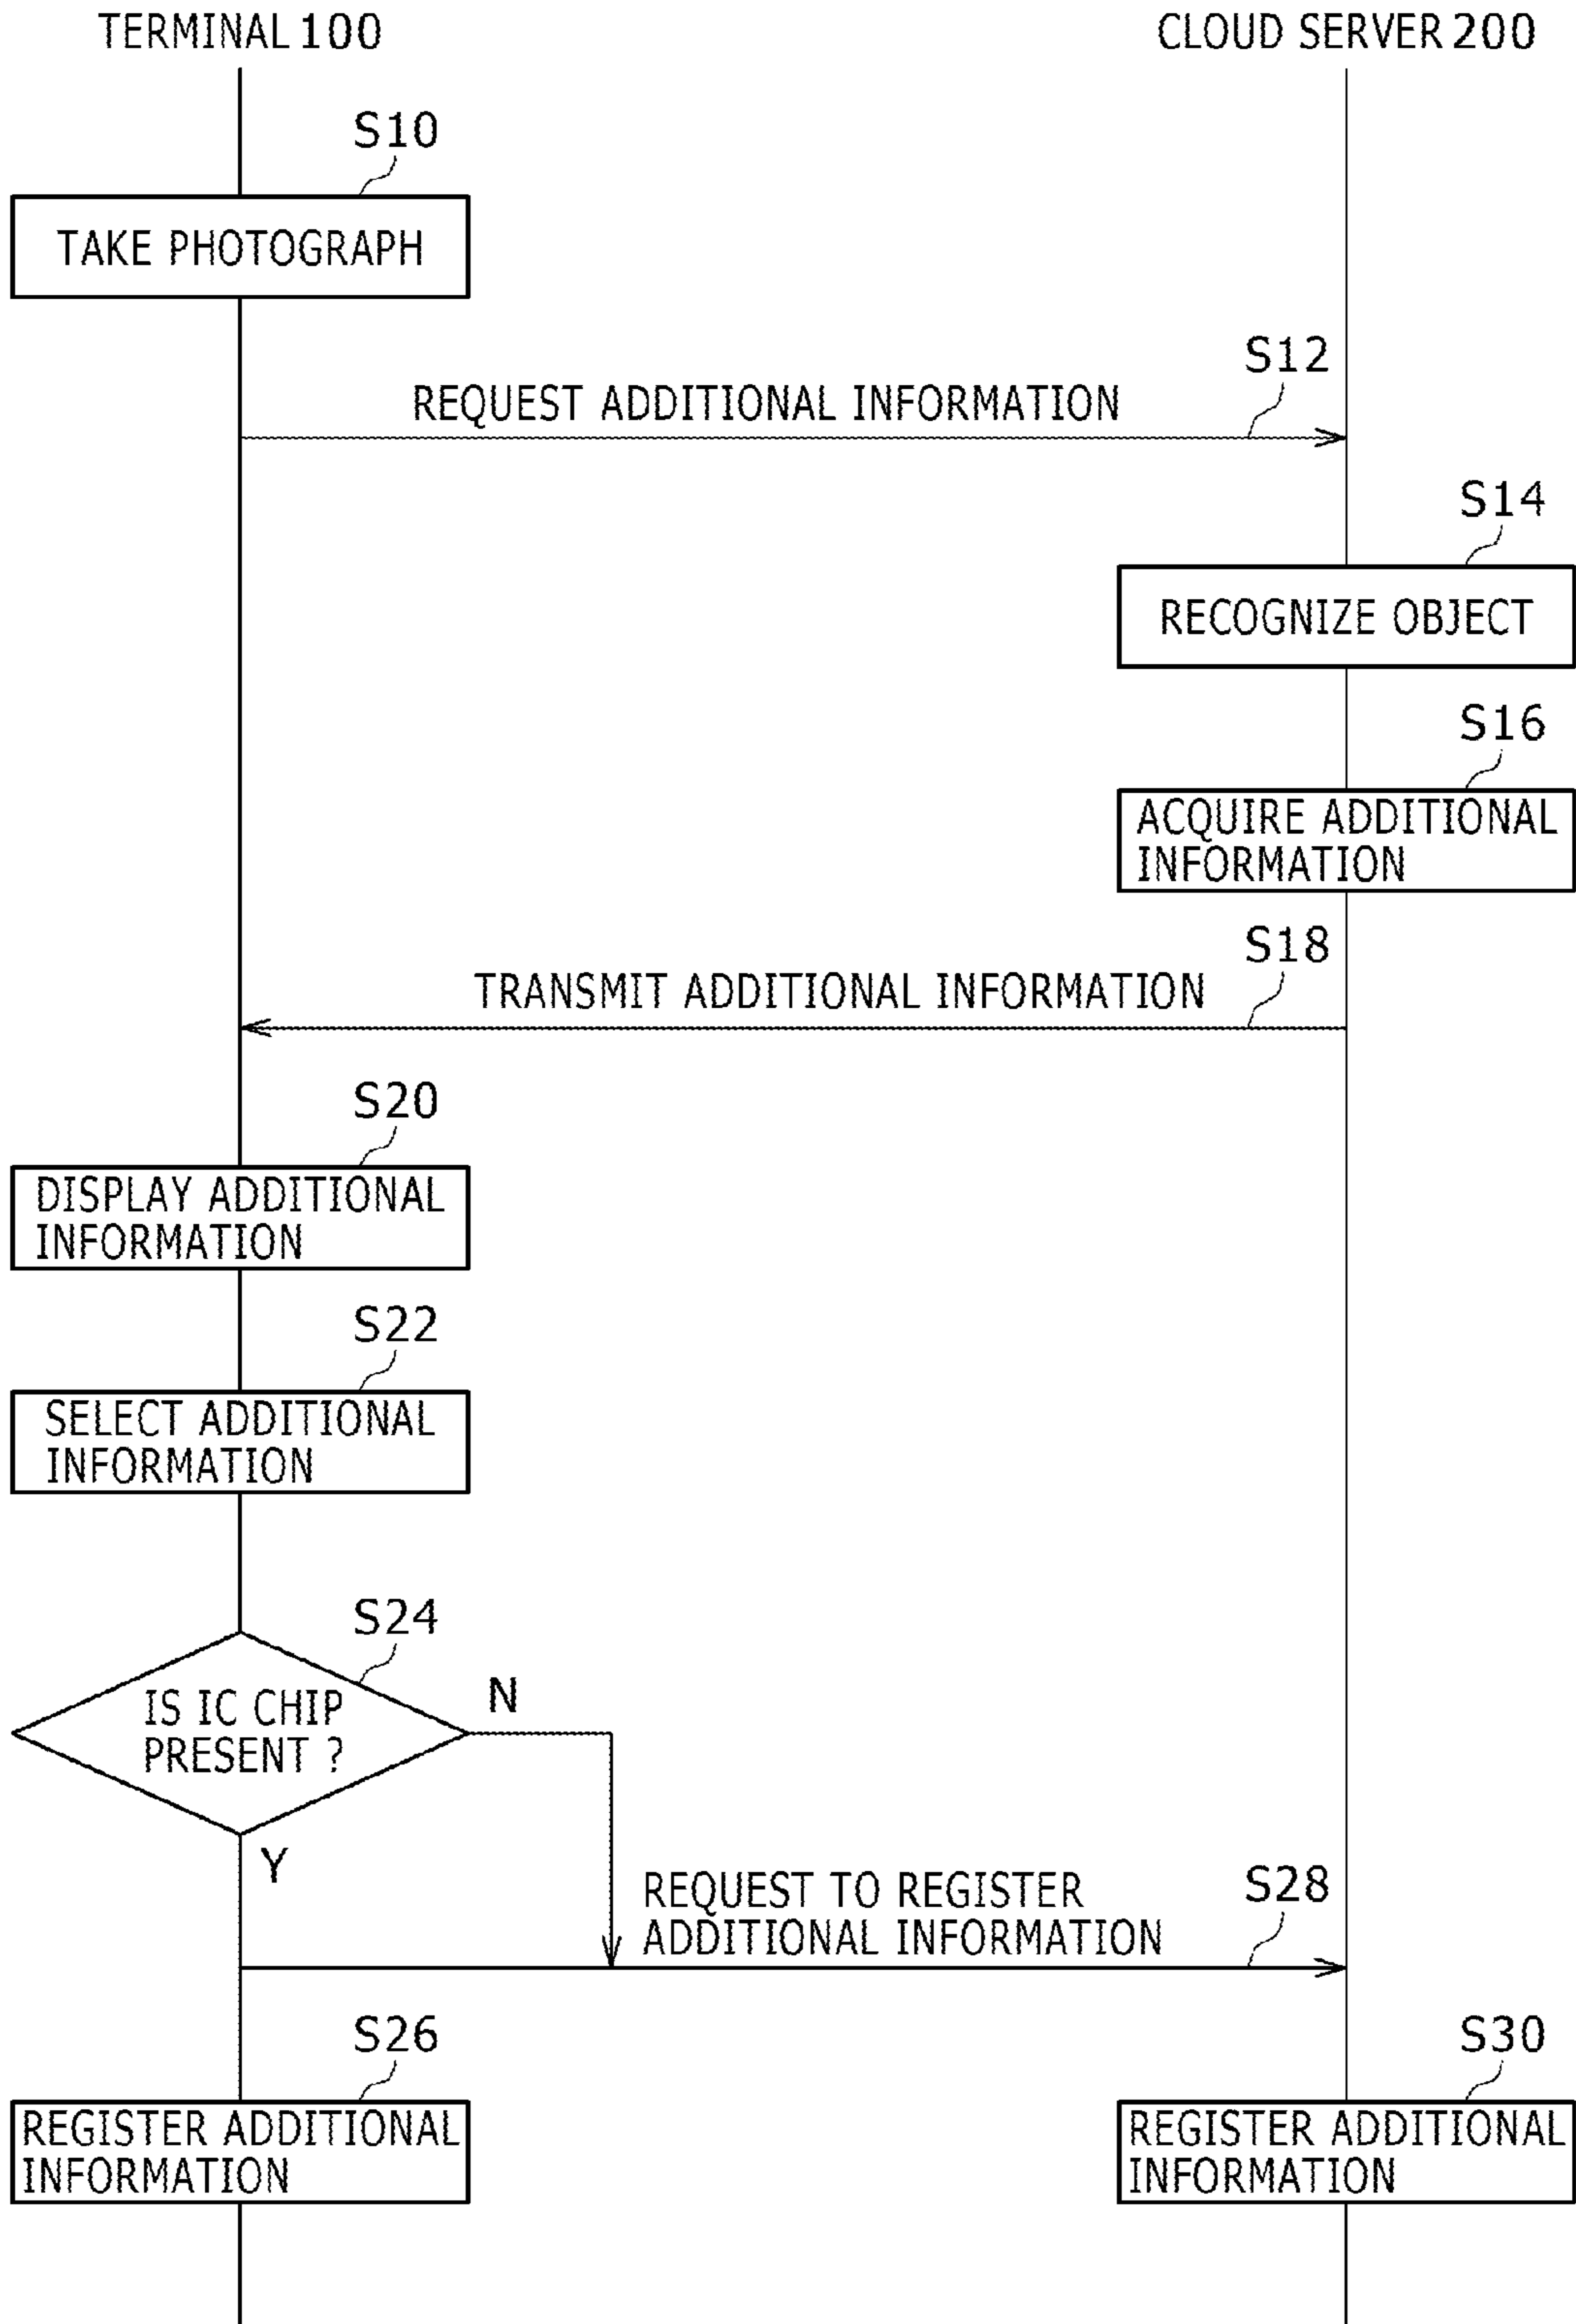 TERMINAL 100
CLOUD SERVER 200
S10
TAKE PHOTOGRAPH
S12
REQUEST ADDITIONAL INFORMATION
S14
RECOGNIZE OBJECT
S16
ACQUIRE ADDITIONAL
INFORMATION
S18
TRANSMIT ADDITIONAL INFORMATION
S20
DISPLAY ADDITIONAL
INFORMATION
S22
SELECT ADDITIONAL
INFORMATION
S24
IS IC CHIP
PRESENT ?
N
Y
REQUEST TO REGISTER
ADDITIONAL INFORMATION
S28
S26
REGISTER ADDITIONAL
INFORMATION
S30
REGISTER ADDITIONAL
INFORMATION